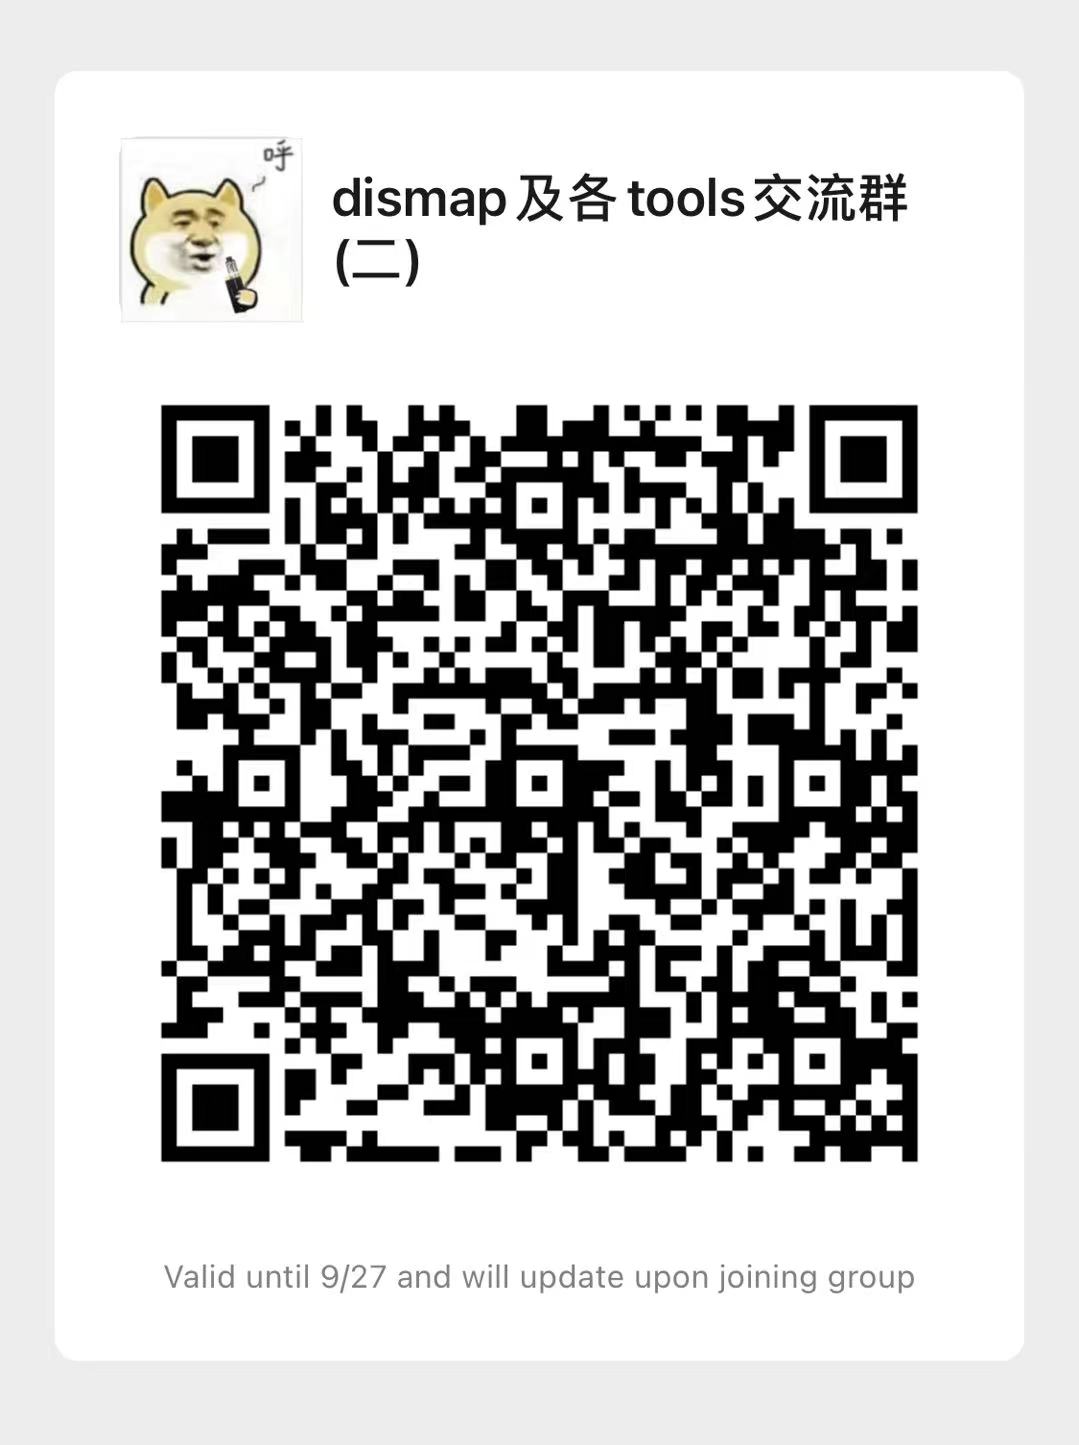 呼
dismap及各tools交流群
(二)
Valid until 9/27 and will update upon joining group